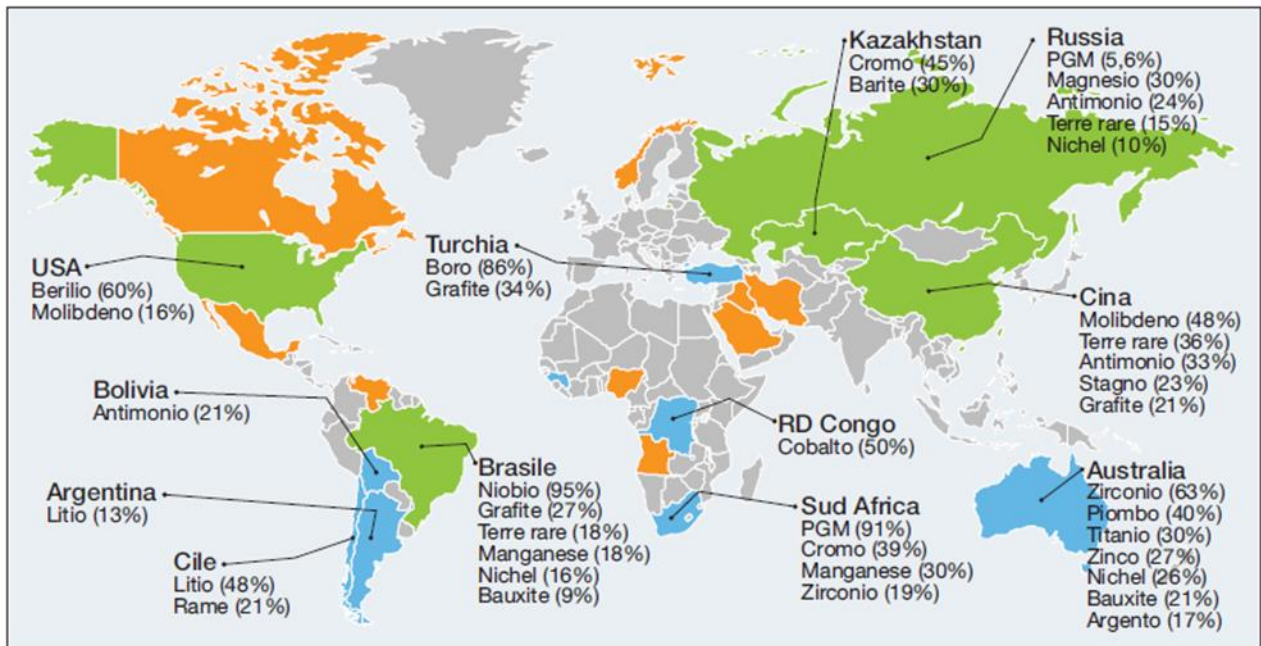 Kazakhstan
Cromo (45%)
Barite (30%)
Russia
PGM (5,6%)
Magnesio (30%)
Antimonio (24%)
Terre rare (15%)
Nichel (10%)
USA
Berilio (60%)
Molibdeno (16%)
Turchia
Boro (86%)
Grafite (34%)
Cina
Molibdeno (48%)
Terre rare (36%)
Antimonio (33%)
Stagno (23%)
Grafite (21%)
Bolivia
Antimonio (21%)
RD Congo
Cobalto (50%)
Argentina
Litio (13%)
Cile
Litio (48%)
Rame (21%)
Brasile
Niobio (95%)
Grafite (27%)
Terre rare (18%)
Manganese (18%)
Nichel (16%)
Bauxite (9%)
Sud Africa
PGM (91%)
Cromo (39%)
Manganese (30%)
Zirconio (19%)
Australia
Zirconio (63%)
Piombo (40%)
Titanio (30%)
Zinco (27%)
Nichel (26%)
Bauxite (21%)
Argento (17%)